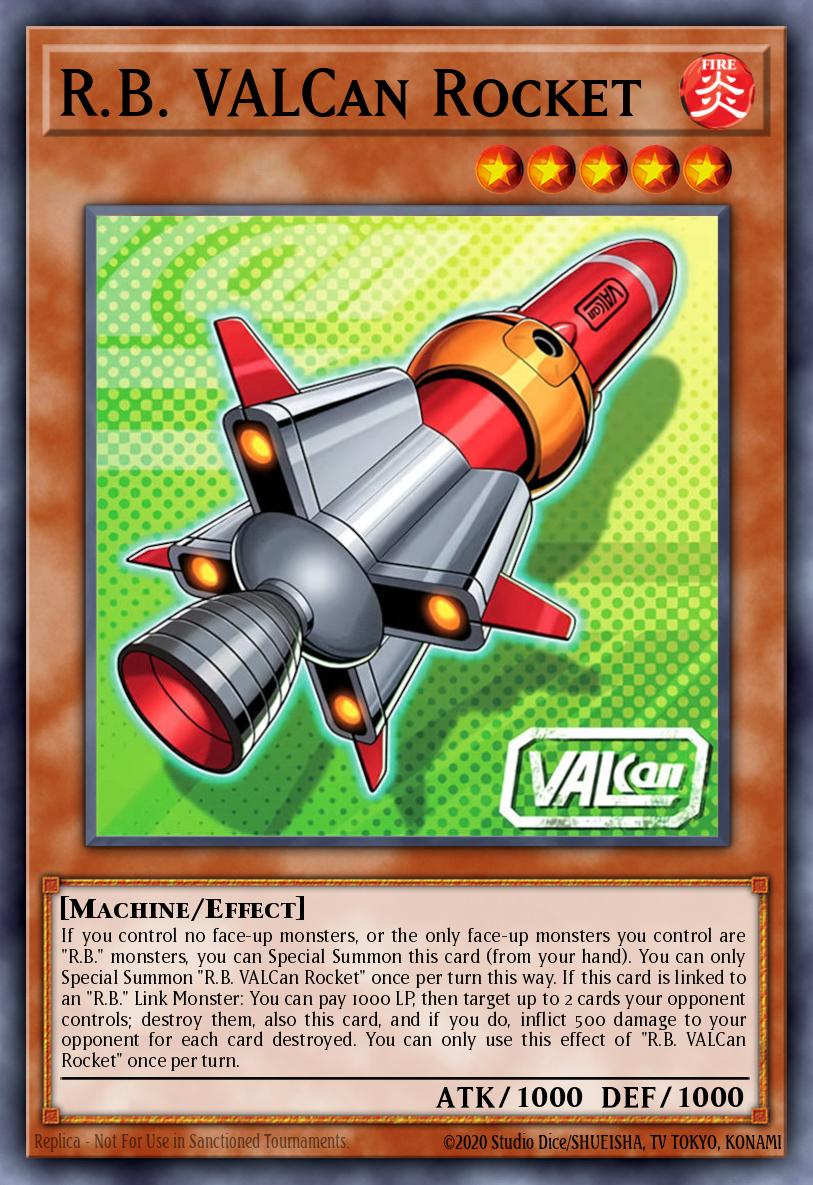 R.B. VALCan Rocket
FIRE
炎
VALCan
VALCan
[Machine/Effect]
If you control no face-up monsters, or the only face-up monsters you control are
"R.B." monsters, you can Special Summon this card (from your hand). You can only
Special Summon "R.B. VALCan Rocket" once per turn this way. If this card is linked to
an "R.B." Link Monster: You can pay 1000 LP, then target up to 2 cards your opponent
controls; destroy them, also this card, and if you do, inflict 500 damage to your
opponent for each card destroyed. You can only use this effect of "R.B. VALCan
Rocket" once per turn.
ATK/1000 DEF/1000
Replica - Not For Use in Sanctioned Tournaments.
©2020 Studio Dice/SHUEISHA, TV TOKYO, KONAMI